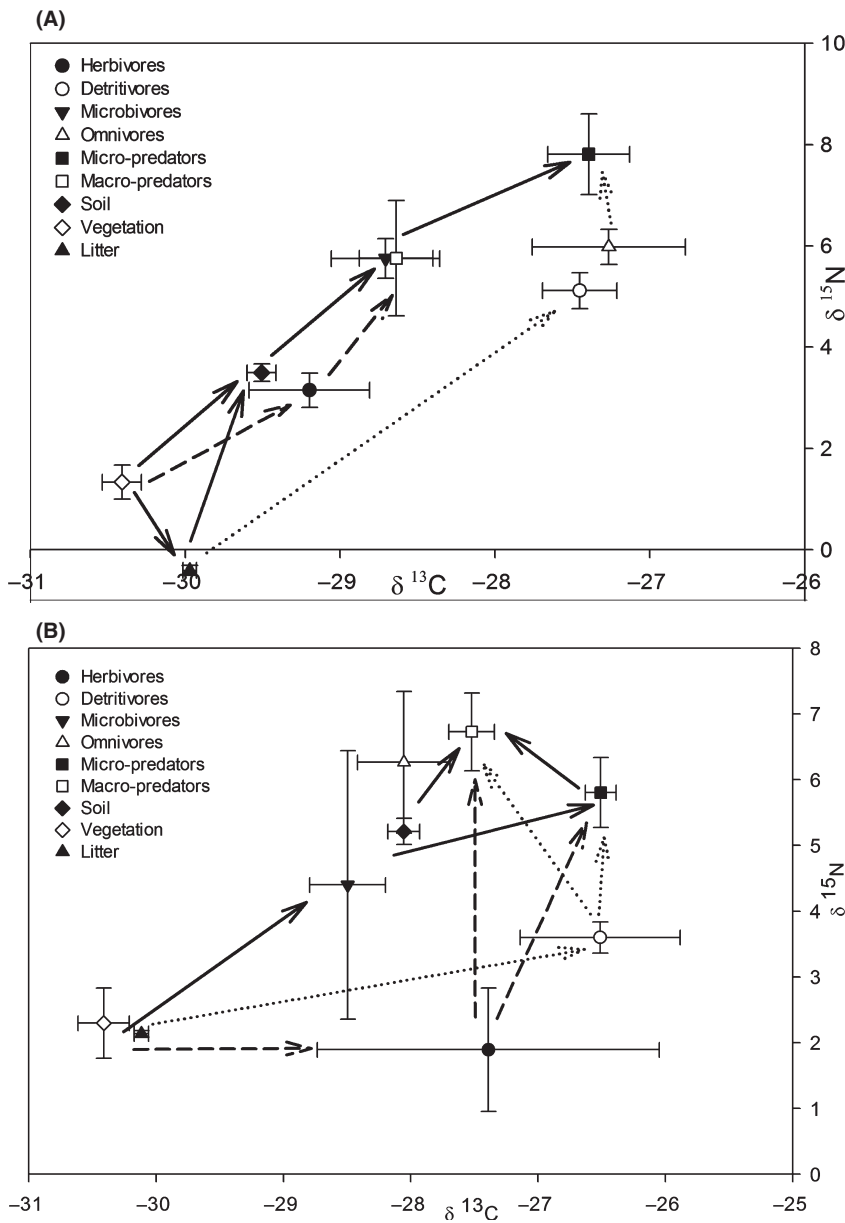 (A)
Herbivores
Detritivores
Microbivores
Omnivores
Micro-predators
Macro-predators
Soil
Vegetation
Litter
10
8
6
4
2
0
δ 15N
–31 –30 –29 –28 –27 –26
δ 13C
(B)
Herbivores
Detritivores
Microbivores
Omnivores
Micro-predators
Macro-predators
Soil
Vegetation
Litter
8
7
6
5
4
3
2
1
0
δ 15N
–31 –30 –29 –28 –27 –26 –25
δ 13C